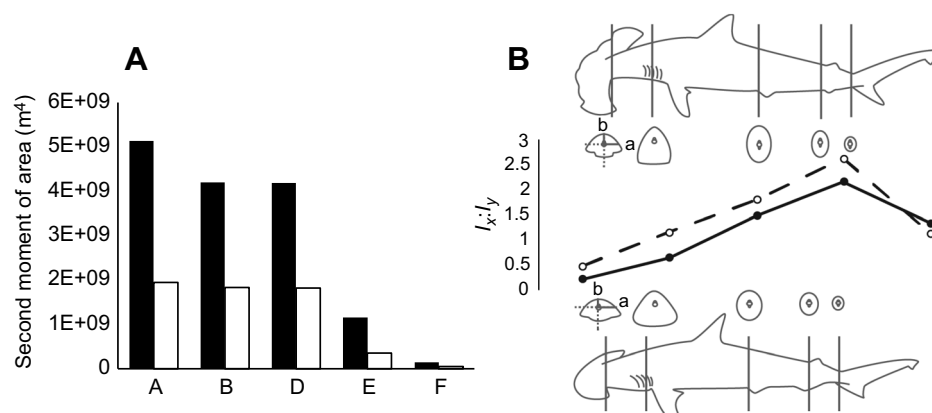 A
Second moment of area (m⁴)
6E+09
5E+09
4E+09
3E+09
2E+09
1E+09
0
A B D E F
B
b
a
3
2.5
2
1.5
1
0.5
0
Ix:Iy
b
a